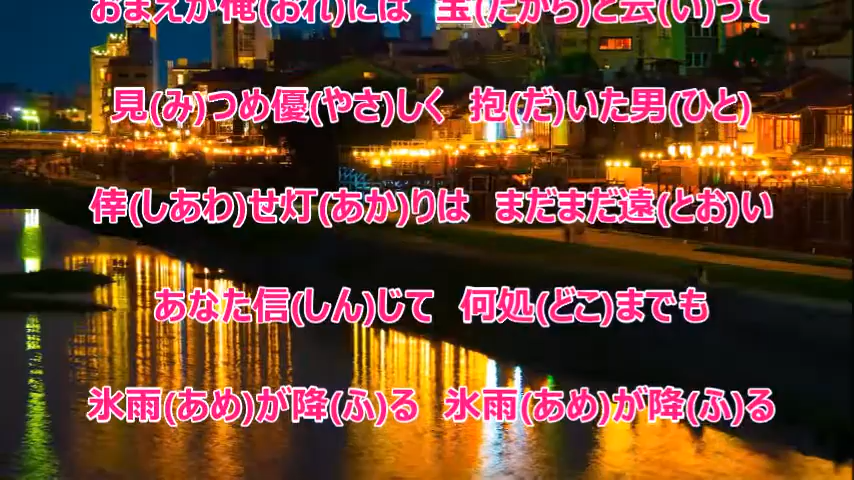 おまえが俺(おれ)には　宝(たから)と云(い)って
見(み)つめ優(やさ)しく　抱(だ)いた男(ひと)
倖(しあわ)せ灯(あか)りは　まだまだ遠(とお)い
あなた信(しん)じて　何処(どこ)までも
氷雨(あめ)が降(ふ)る　氷雨(あめ)が降(ふ)る